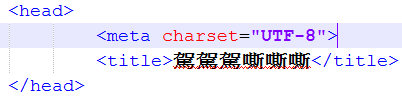 <head>
<meta charset="UTF-8">
<title>駕駕駕嘶嘶嘶</title>
</head>